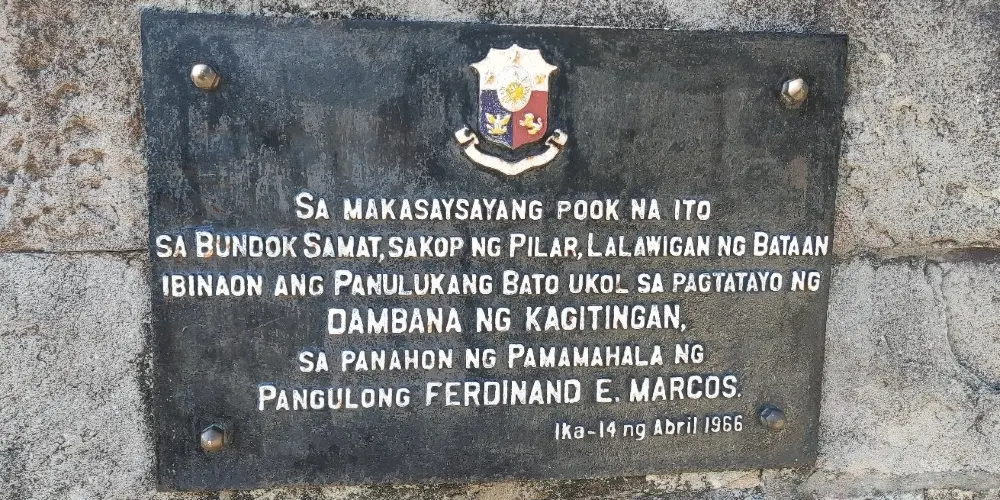 SA MAKASAYSAYANG POOK NA ITO
SA BUNDOK SAMAT, SAKOP NG PILAR, LALAWIGAN NG BATAAN
IBINAON ANG PANULUKANG BATO UKOL SA PAGTATAYO NG
DAMBANA NG KAGITINGAN,
SA PANAHON NG PAMAMAHALA NG
PANGULONG FERDINAND E. MARCOS.
Ika-14 ng Abril 1966